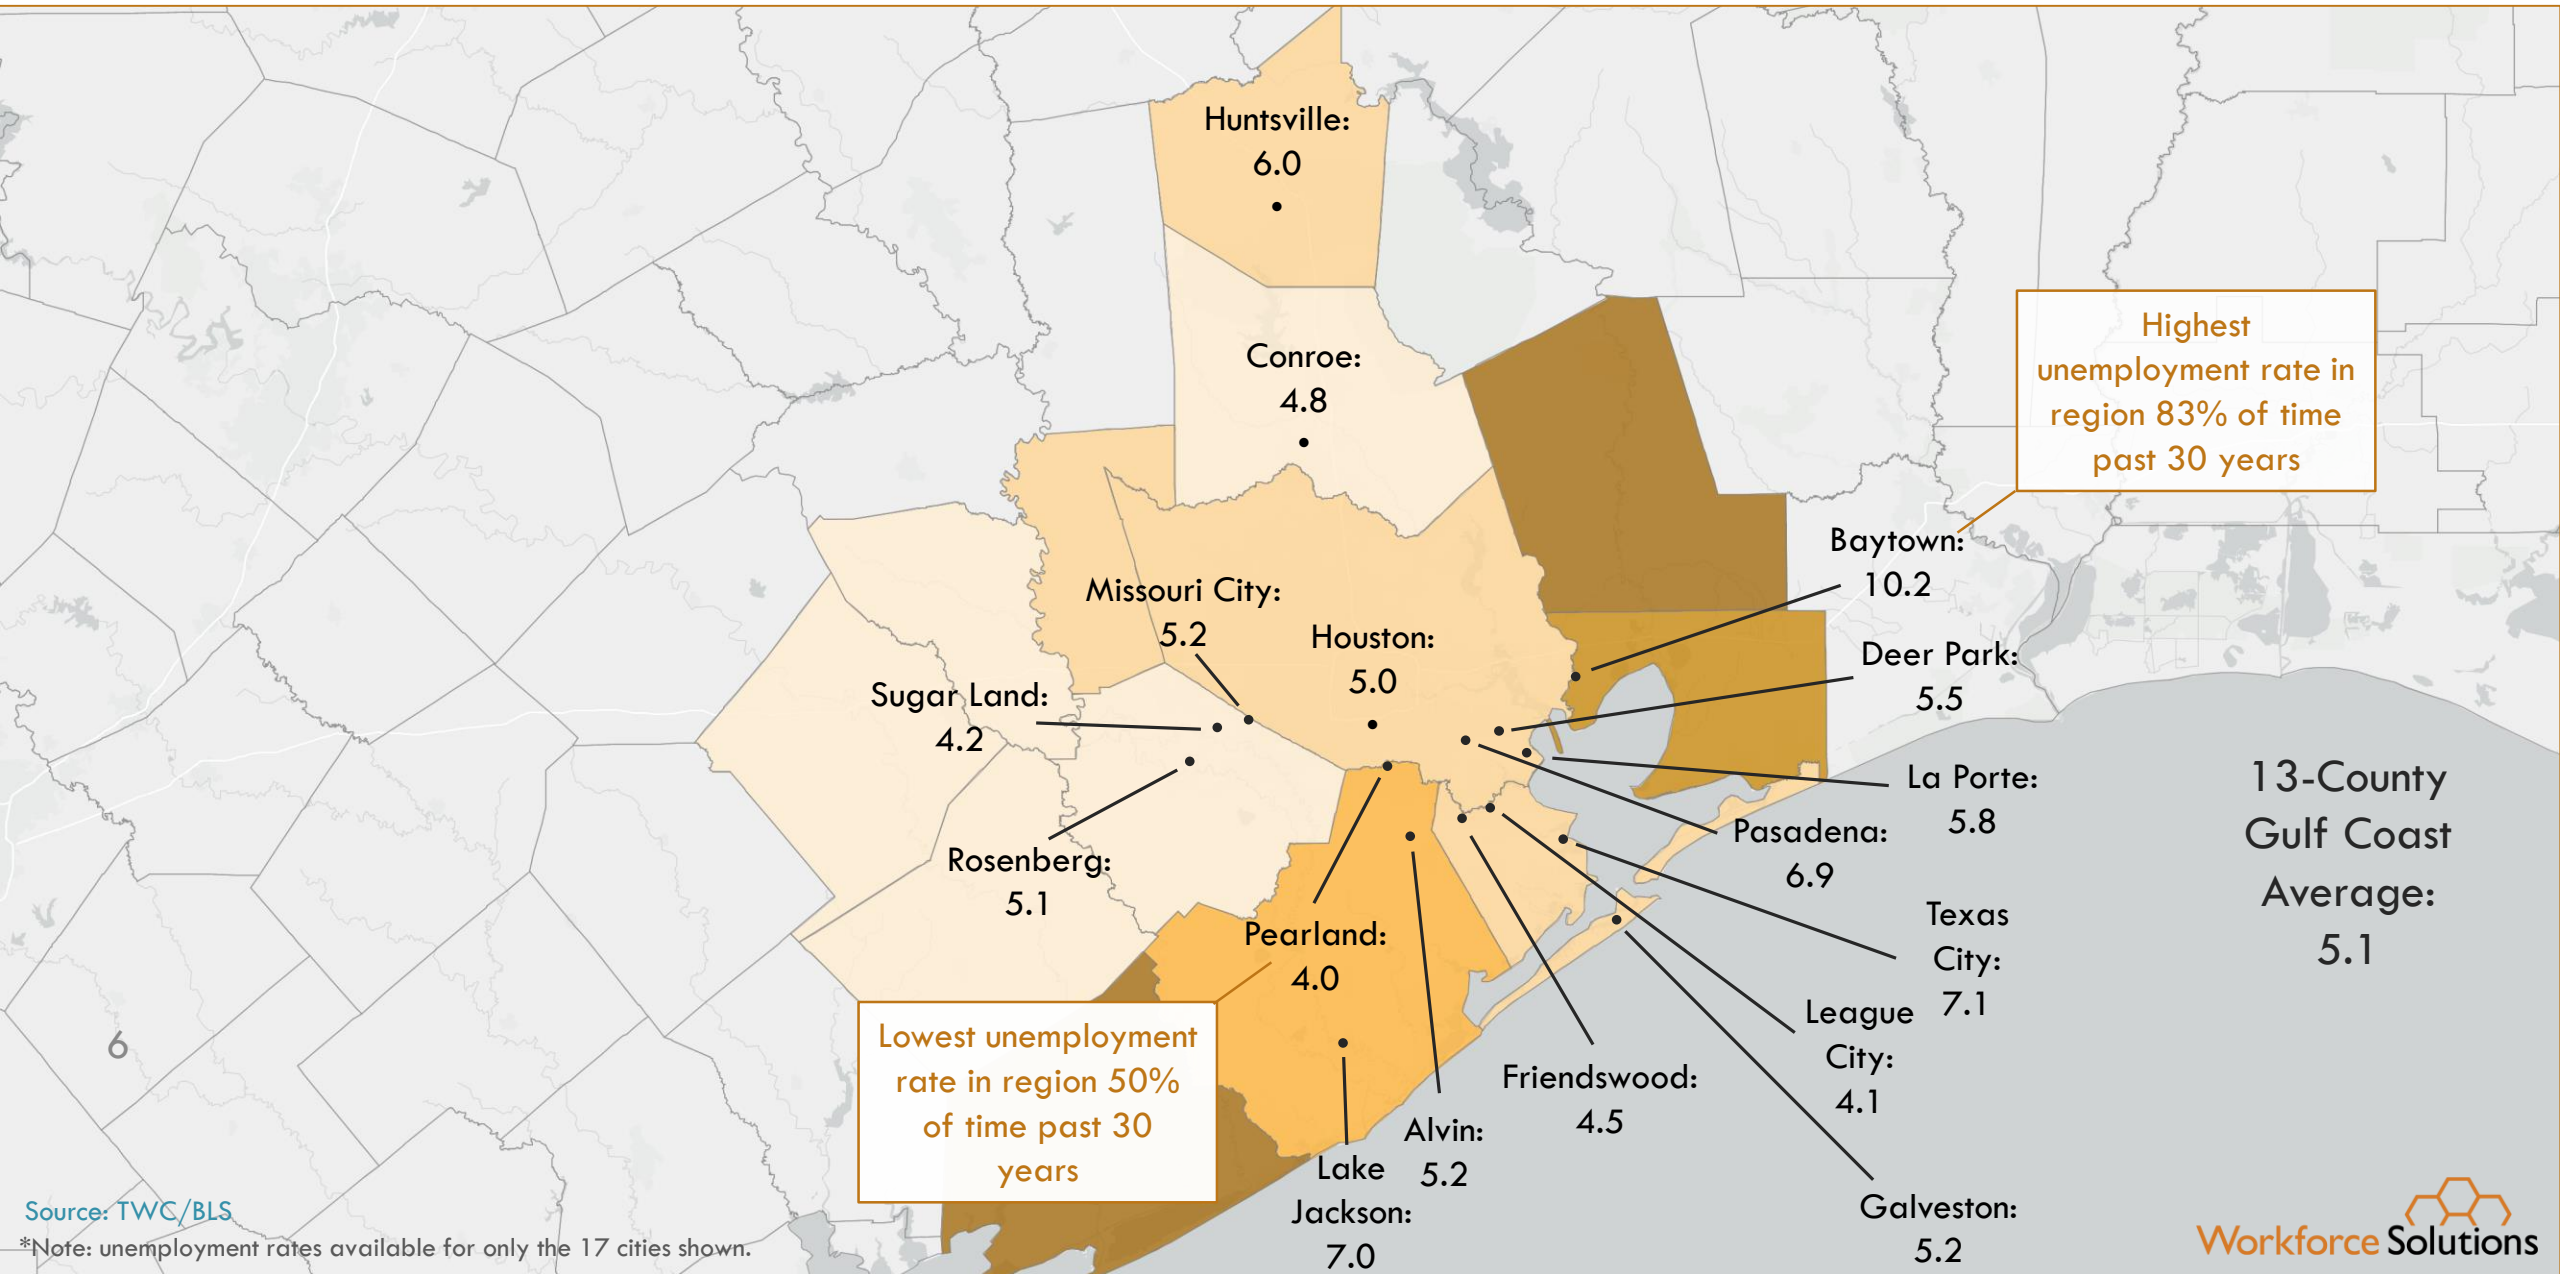 Huntsville:
6.0
Conroe:
4.8
Highest
unemployment rate in
region 83% of time
past 30 years
Baytown:
10.2
Missouri City:
5.2
Houston:
5.0
Deer Park:
5.5
Sugar Land:
4.2
La Porte:
5.8
Pasadena:
6.9
Rosenberg:
5.1
13-County
Gulf Coast
Average:
5.1
Texas
City:
7.1
Pearland:
4.0
League
City:
4.1
Lowest unemployment
rate in region 50%
of time past 30
years
Friendswood:
4.5
Alvin:
5.2
Lake
Jackson:
7.0
Galveston:
5.2
6
Source: TWC/BLS
*Note: unemployment rates available for only the 17 cities shown.
Workforce Solutions